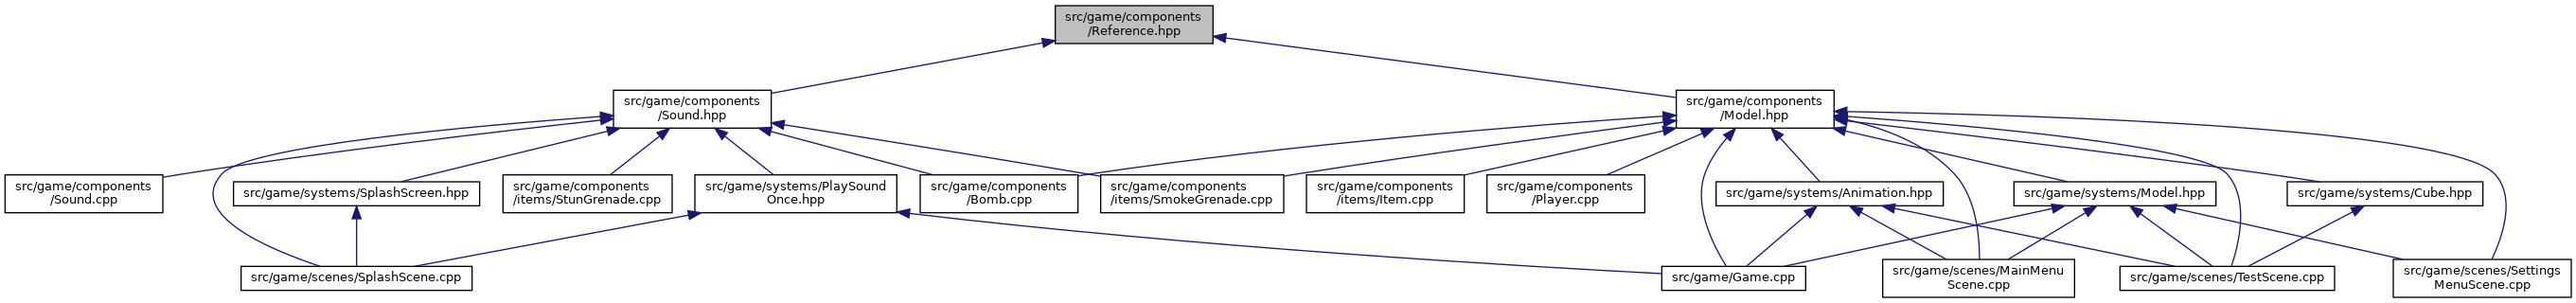 src/game/components
/Reference.hpp
src/game/components
/Sound.hpp
src/game/components
/Model.hpp
src/game/components
/Sound.cpp
src/game/systems/SplashScreen.hpp
src/game/components
/items/StunGrenade.cpp
src/game/systems/PlaySound
Once.hpp
src/game/components
/Bomb.cpp
src/game/components
/items/SmokeGrenade.cpp
src/game/components
/items/Item.cpp
src/game/components
/Player.cpp
src/game/systems/Animation.hpp
src/game/systems/Model.hpp
src/game/systems/Cube.hpp
src/game/scenes/SplashScene.cpp
src/game/Game.cpp
src/game/scenes/MainMenu
Scene.cpp
src/game/scenes/TestScene.cpp
src/game/scenes/Settings
MenuScene.cpp